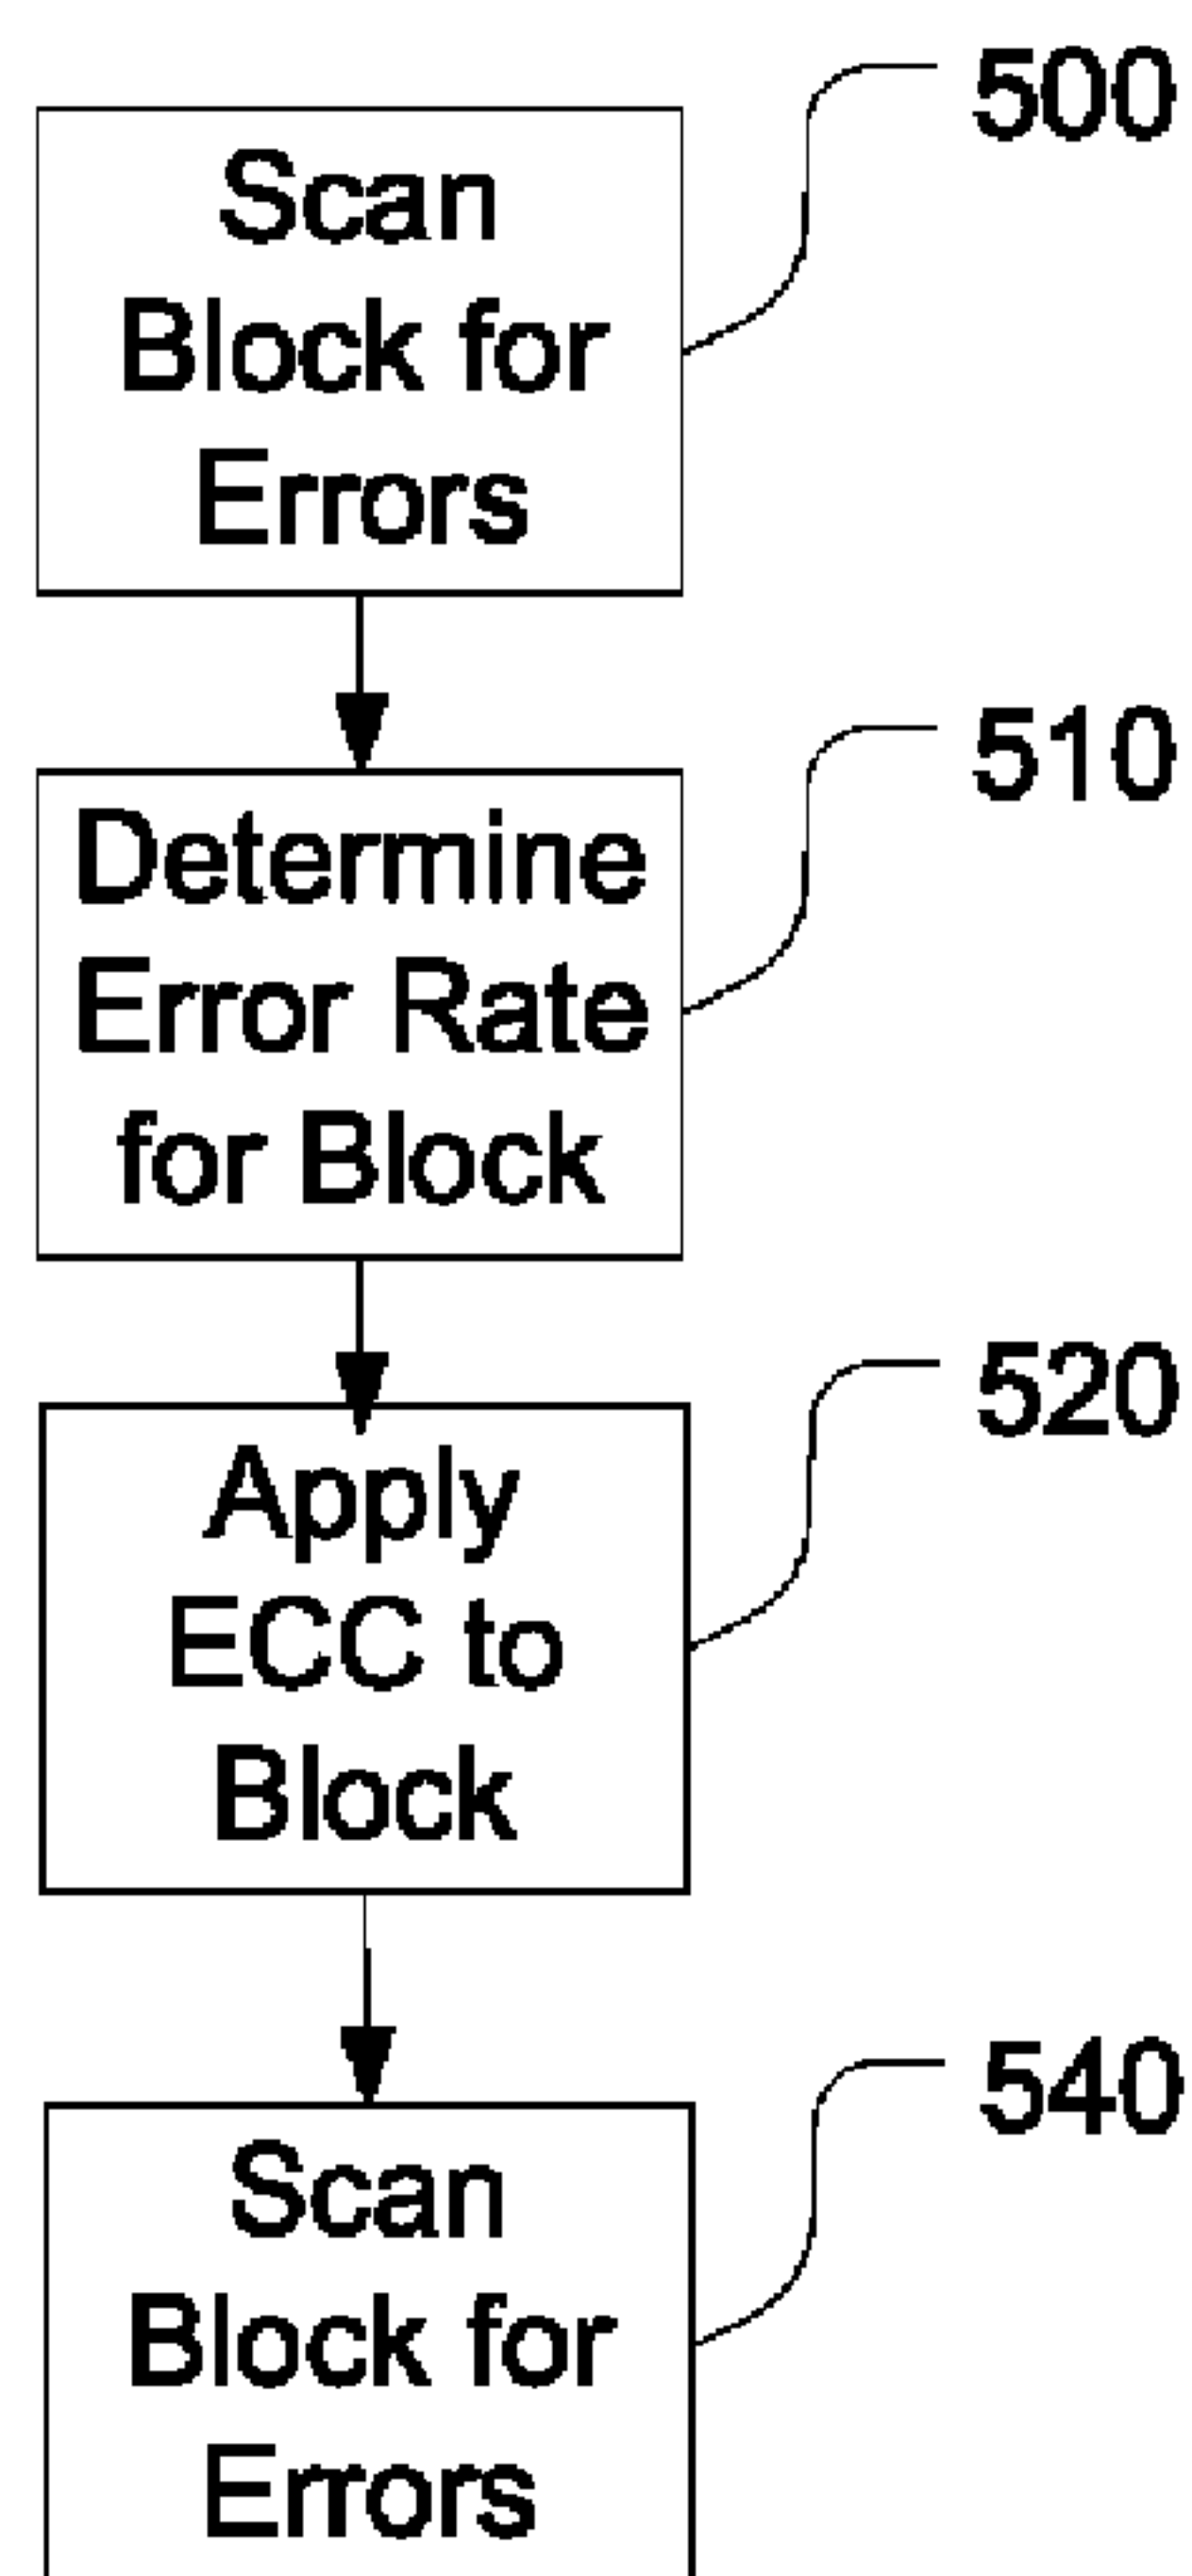 500
Scan
Block for
Errors
510
Determine
Error Rate
for Block
520
Apply
ECC to
Block
540
Scan
Block for
Errors